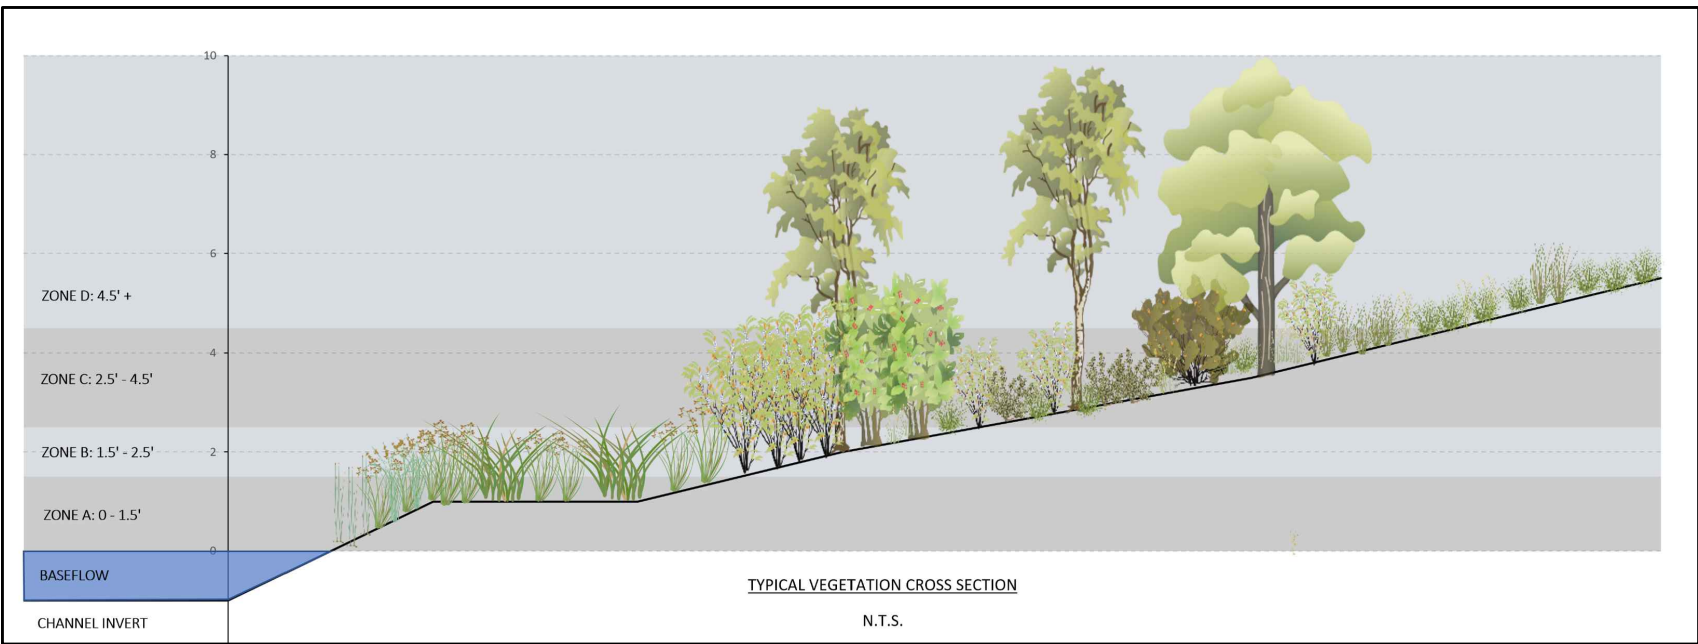 10
8
6
ZONE D: 4.5' +
4
ZONE C: 2.5' - 4.5'
ZONE B: 1.5' - 2.5'
2
ZONE A: 0 - 1.5'
0
BASEFLOW
TYPICAL VEGETATION CROSS SECTION
CHANNEL INVERT
N.T.S.